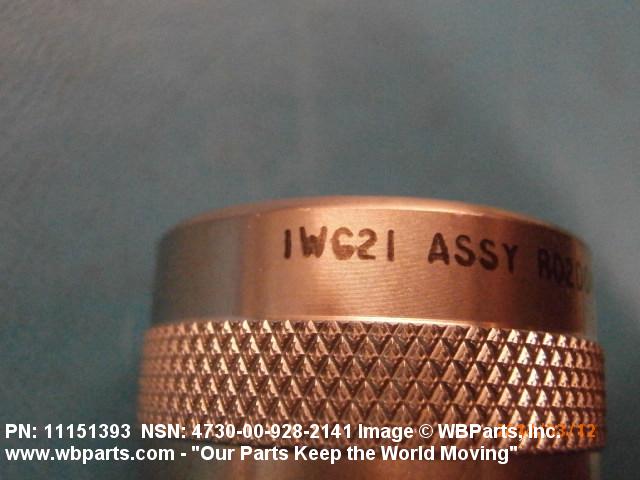 1WG21 ASSY
PN: 11151393 NSN: 4730-00-928-2141 Image © WBParts, Inc.
www.wbparts.com - "Our Parts Keep the World Moving"